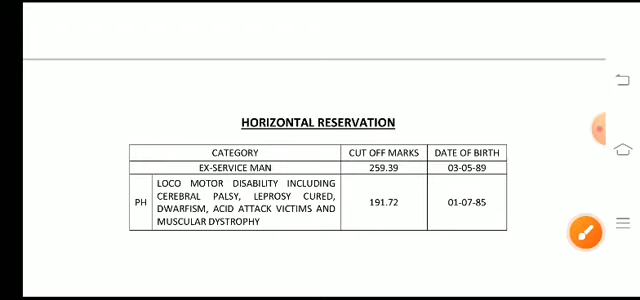 HORIZONTAL RESERVATION
CATEGORY CUT OFF MARKS DATE OF BIRTH
EX-SERVICE MAN 259.39 03-05-89
PH LOCO MOTOR DISABILITY INCLUDING CEREBRAL PALSY, LEPROSY CURED, DWARFISM, ACID ATTACK VICTIMS AND MUSCULAR DYSTROPHY 191.72 01-07-85